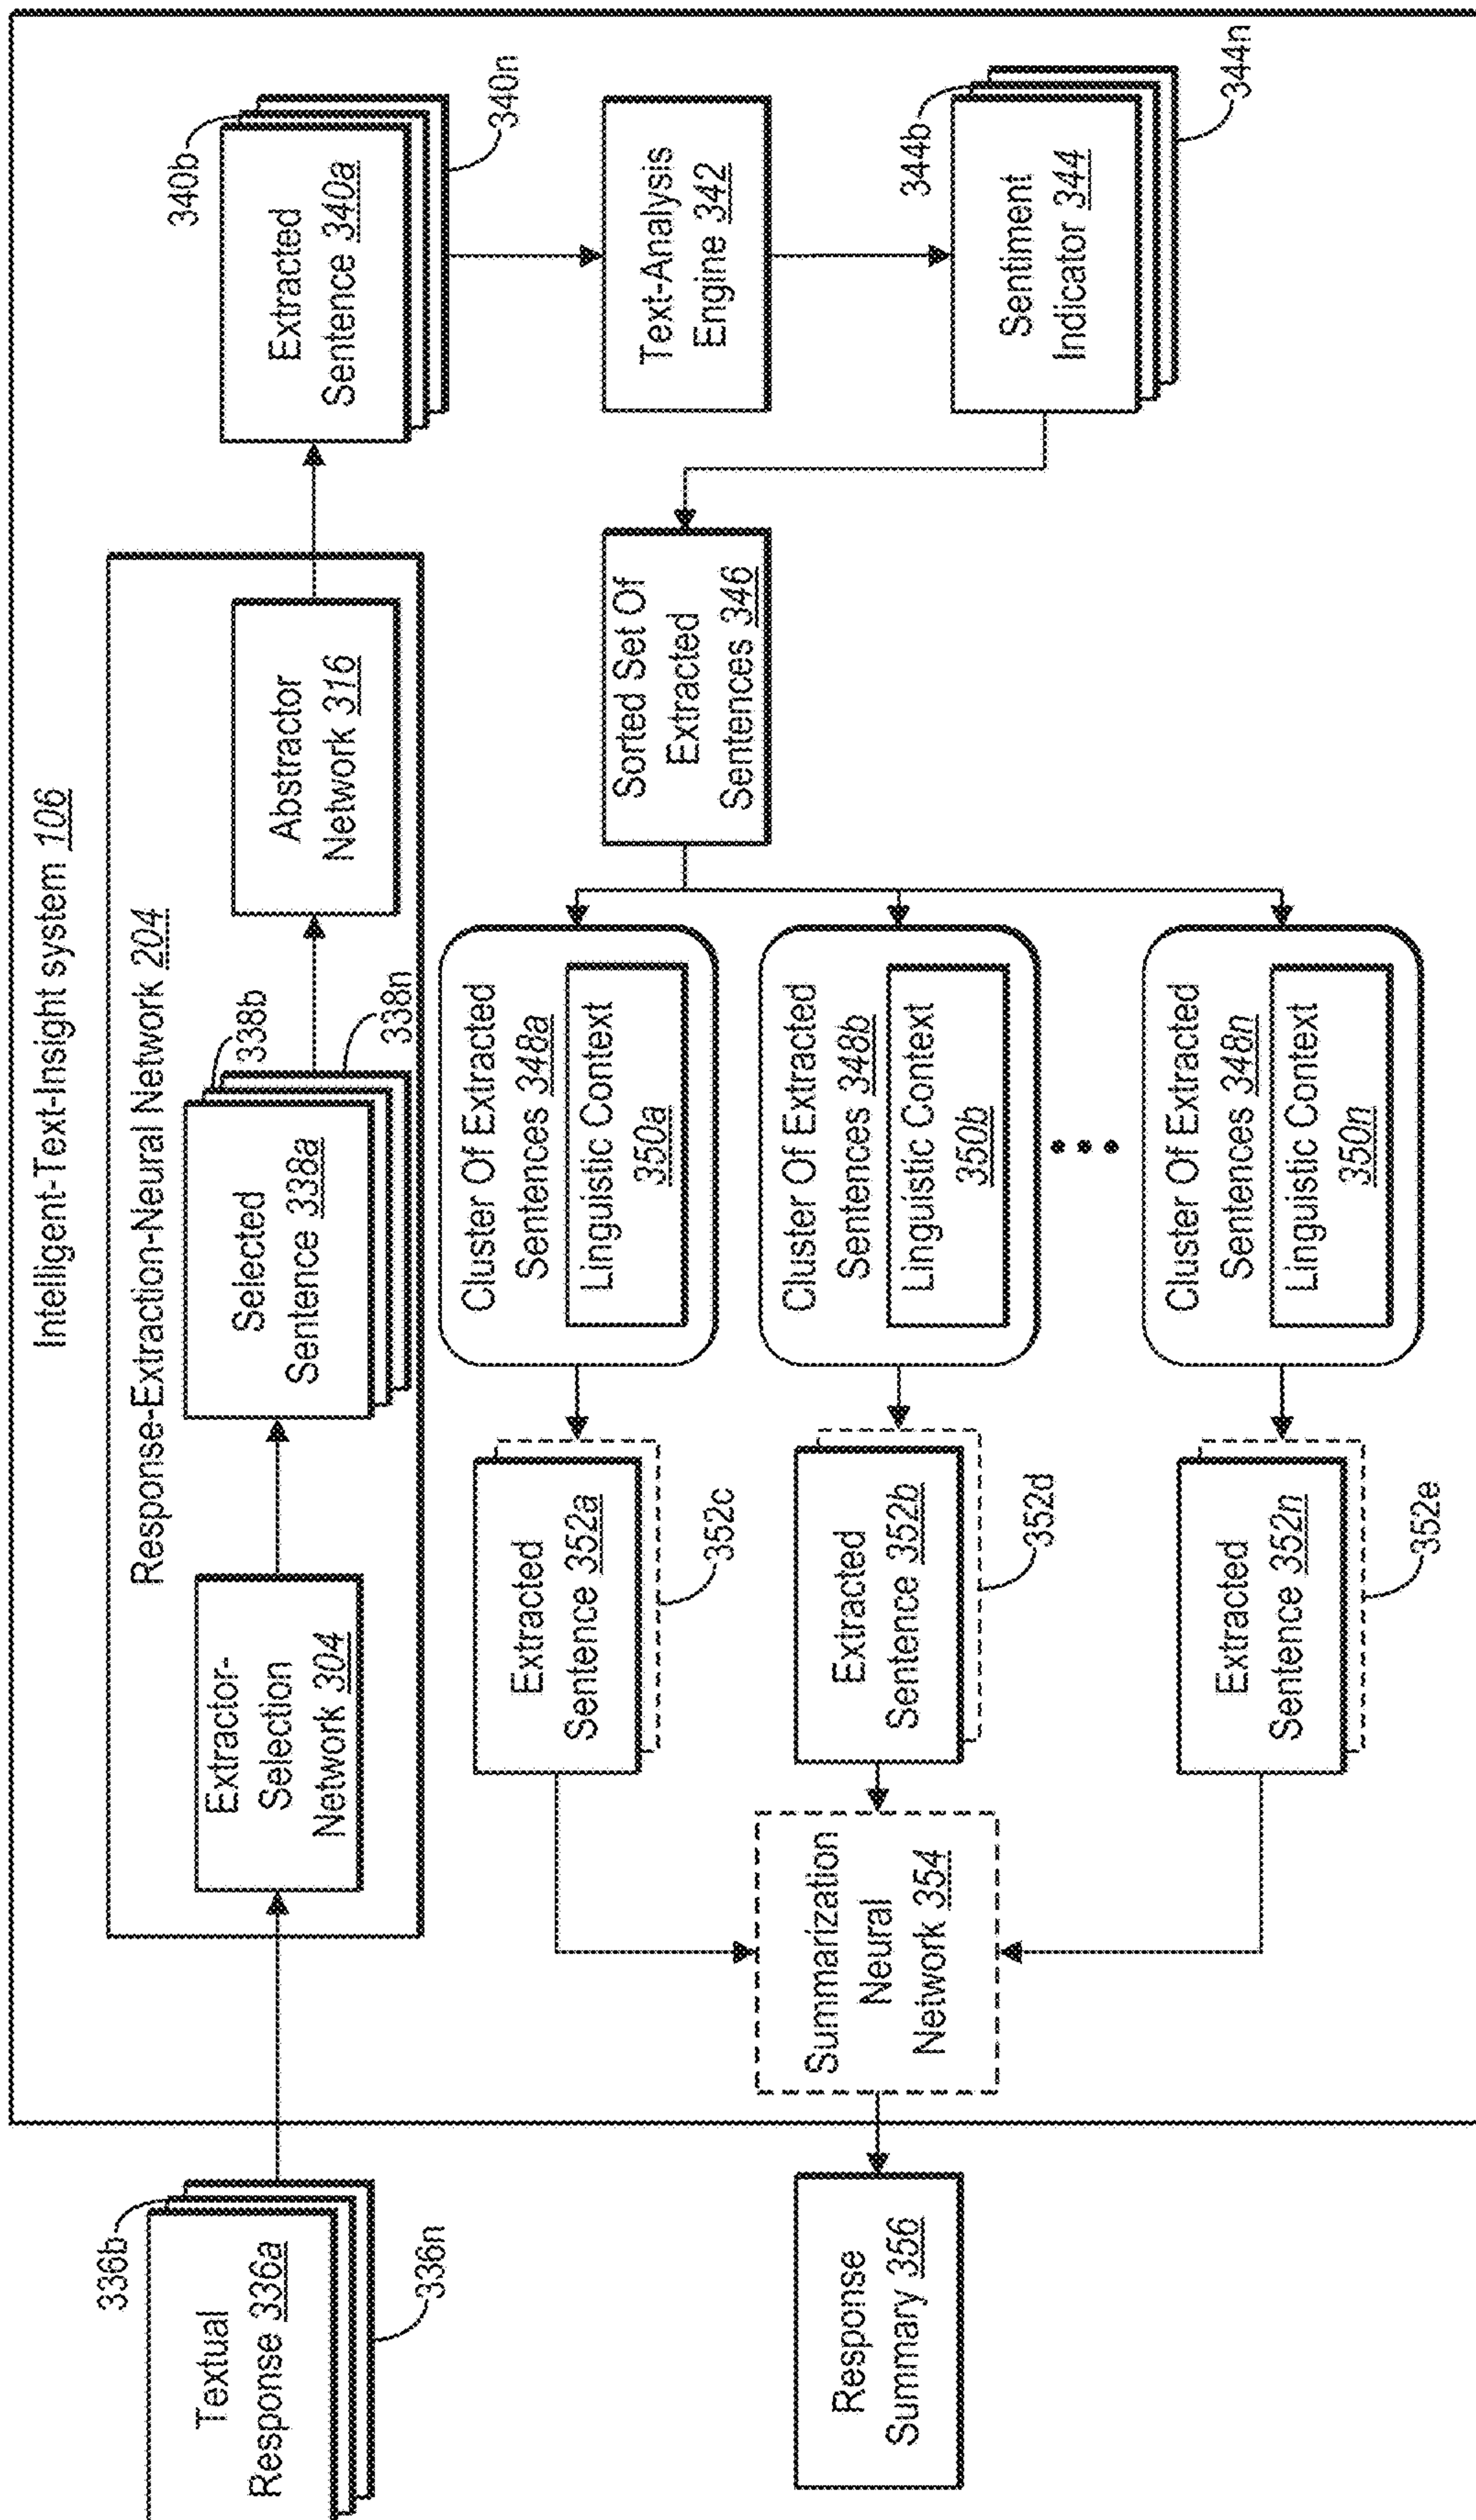 Intelligent-Text-Insight system 106
Response-Extraction-Neural Network 204
336b
Textual
Response 336a
336n
Extractor-
Selection
Network 304
338b
Selected
Sentence 338a
338n
Abstractor
Network 316
340b
Extracted
Sentence 340a
340n
Text-Analysis
Engine 342
344b
Sentiment
Indicator 344
344n
Sorted Set Of
Extracted
Sentences 346
Cluster Of Extracted
Sentences 348a
Linguistic Context
350a
Cluster Of Extracted
Sentences 348b
Linguistic Context
350b
Cluster Of Extracted
Sentences 348n
Linguistic Context
350n
Extracted
Sentence 352a
352c
Extracted
Sentence 352b
352d
Extracted
Sentence 352n
352e
Summarization
Neural
Network 354
Response
Summary 356